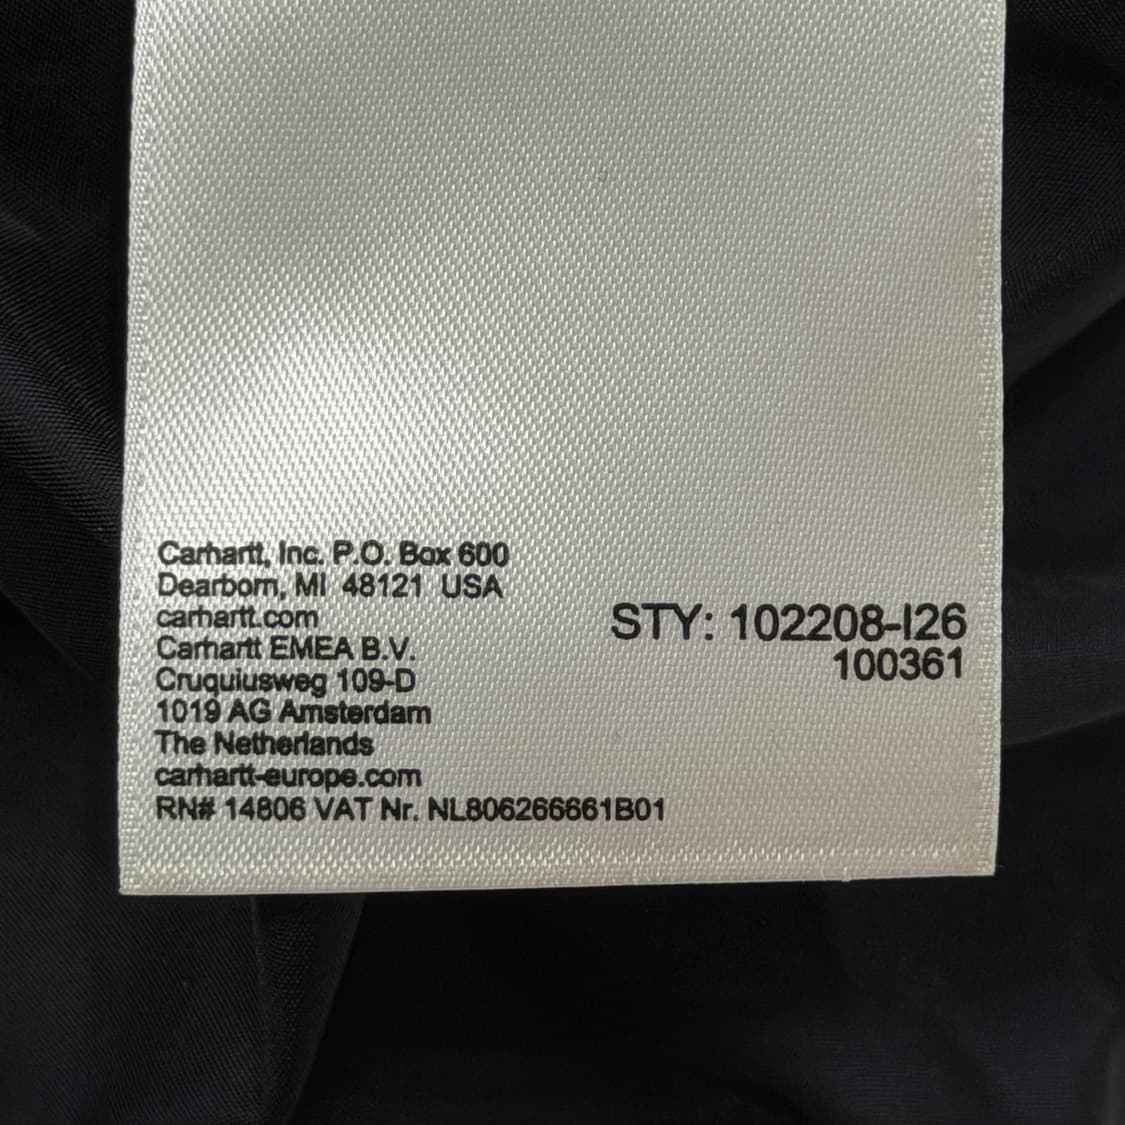 Carhartt, Inc. P.O. Box 600
Dearborn, MI 48121 USA
carhartt.com
Carhartt EMEA B.V.
Cruquiusweg 109-D
1019 AG Amsterdam
The Netherlands
carhartt-europe.com
RN# 14806 VAT Nr. NL806266661B01
STY: 102208-I26
100361